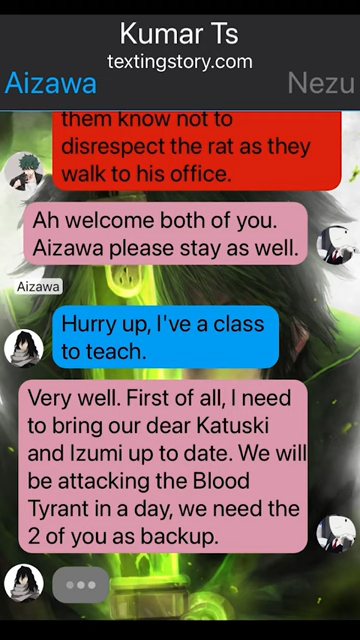 Kumar Ts
textingstory.com
Aizawa
Nezu
them know not to
disrespect the rat as they
walk to his office.
Ah welcome both of you.
Aizawa please stay as well.
Aizawa
Hurry up, I've a class
to teach.
Very well. First of all, I need
to bring our dear Katuski
and Izumi up to date. We will
be attacking the Blood
Tyrant in a day, we need the
2 of you as backup.